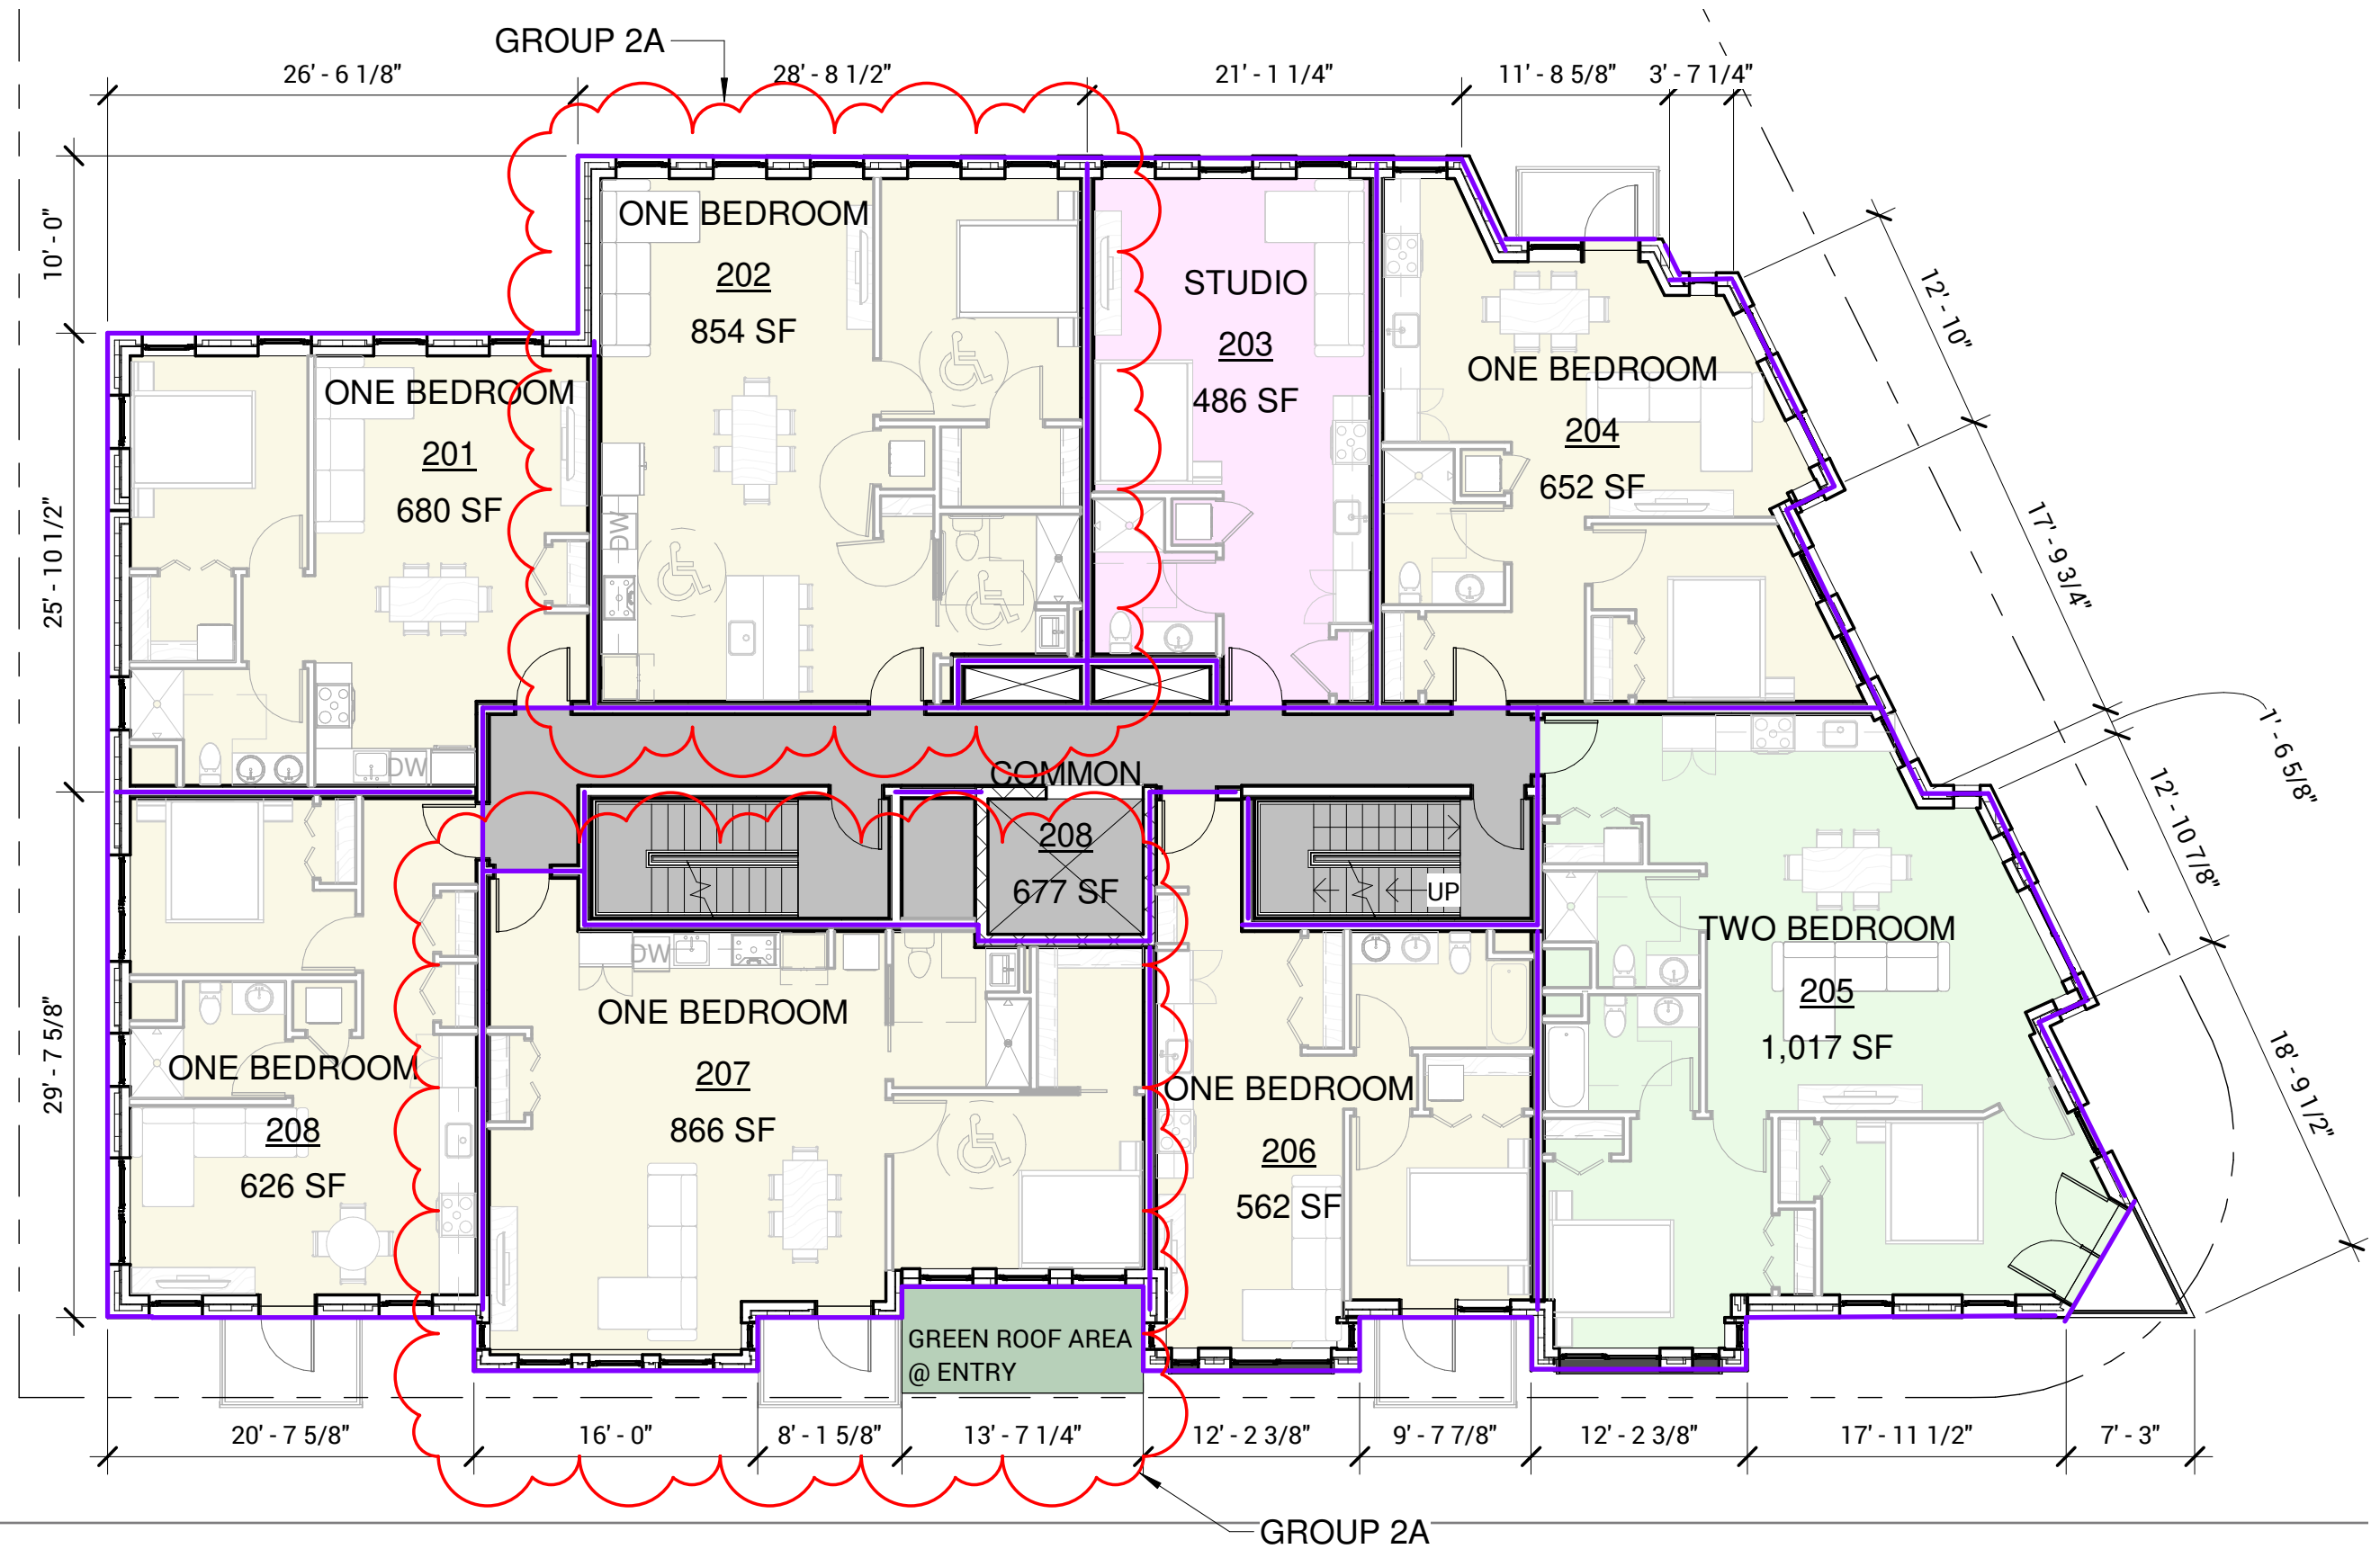 GROUP 2A
26' - 6 1/8"
28' - 8 1/2"
21' - 1 1/4"
11' - 8 5/8"
3' - 7 1/4"
10' - 0"
25' - 10 1/2"
29' - 7 5/8"
12' - 10"
17' - 9 3/4"
1' - 6 5/8"
12' - 10 7/8"
18' - 9 1/2"
ONE BEDROOM
201
680 SF
DW
ONE BEDROOM
202
854 SF
DW
STUDIO
203
486 SF
ONE BEDROOM
204
652 SF
COMMON
208
677 SF
UP
TWO BEDROOM
205
1,017 SF
ONE BEDROOM
206
562 SF
DW
ONE BEDROOM
207
866 SF
ONE BEDROOM
208
626 SF
GREEN ROOF AREA
@ ENTRY
20' - 7 5/8"
16' - 0"
8' - 1 5/8"
13' - 7 1/4"
12' - 2 3/8"
9' - 7 7/8"
12' - 2 3/8"
17' - 11 1/2"
7' - 3"
GROUP 2A